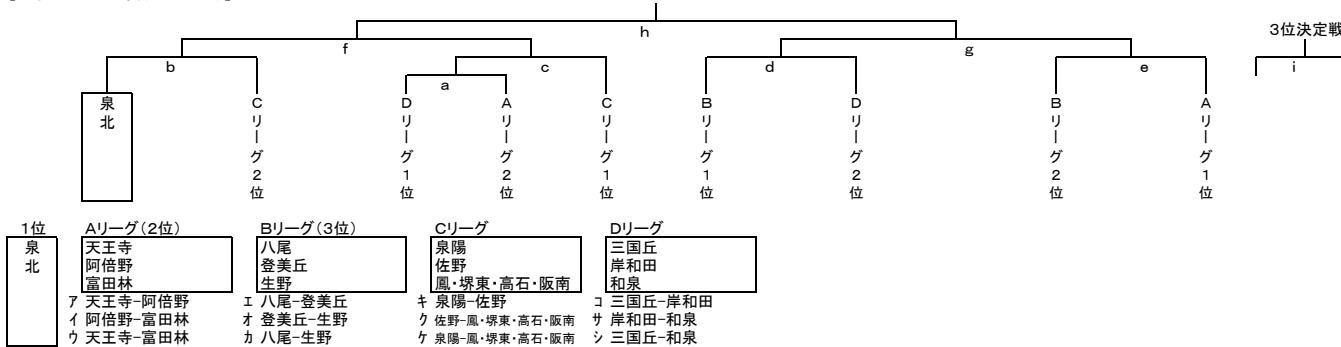 h
3位決定戦
f
g
b
c
d
e
i
a
泉北
Cリーグ2位
Dリーグ1位
Aリーグ2位
Cリーグ1位
Bリーグ1位
Dリーグ2位
Bリーグ2位
Aリーグ1位
1位
泉北
Aリーグ(2位)
天王寺
阿倍野
富田林
ア 天王寺-阿倍野
イ 阿倍野-富田林
ウ 天王寺-富田林
Bリーグ(3位)
八尾
登美丘
生野
エ 八尾-登美丘
オ 登美丘-生野
カ 八尾-生野
Cリーグ
泉陽
佐野
鳳・堺東・高石・阪南
キ 泉陽-佐野
ク 佐野-鳳・堺東・高石・阪南
ケ 泉陽-鳳・堺東・高石・阪南
Dリーグ
三国丘
岸和田
和泉
コ 三国丘-岸和田
サ 岸和田-和泉
シ 三国丘-和泉